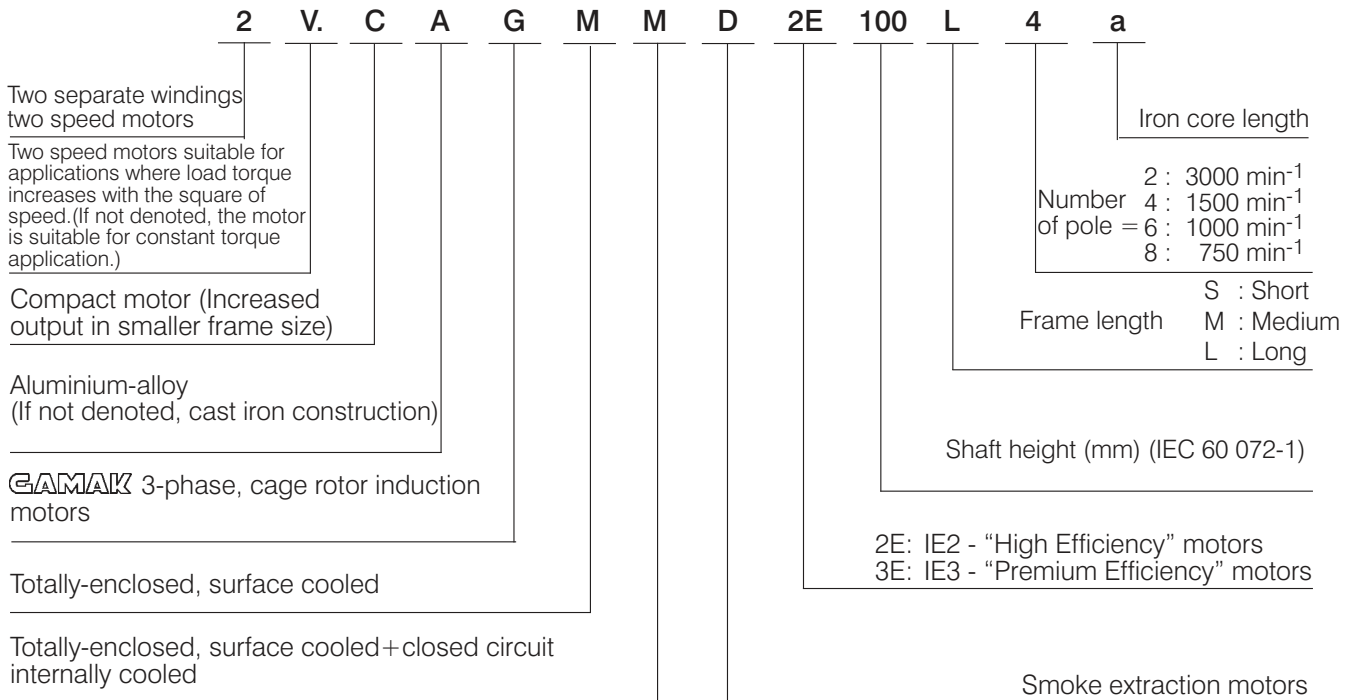 2 V. C A G M M D 2E 100 L 4 a
Two separate windings
two speed motors
Two speed motors suitable for
applications where load torque
increases with the square of
speed.(If not denoted, the motor
is suitable for constant torque
application.)
Compact motor (Increased
output in smaller frame size)
Aluminium-alloy
(If not denoted, cast iron construction)
GAMAK 3-phase, cage rotor induction
motors
Totally-enclosed, surface cooled
Totally-enclosed, surface cooled+closed circuit
internally cooled
Iron core length
2 : 3000 min-1
Number 4 : 1500 min-1
of pole = 6 : 1000 min-1
8 : 750 min-1
S : Short
Frame length M : Medium
L : Long
Shaft height (mm) (IEC 60 072-1)
2E: IE2 - “High Efficiency” motors
3E: IE3 - “Premium Efficiency” motors
Smoke extraction motors